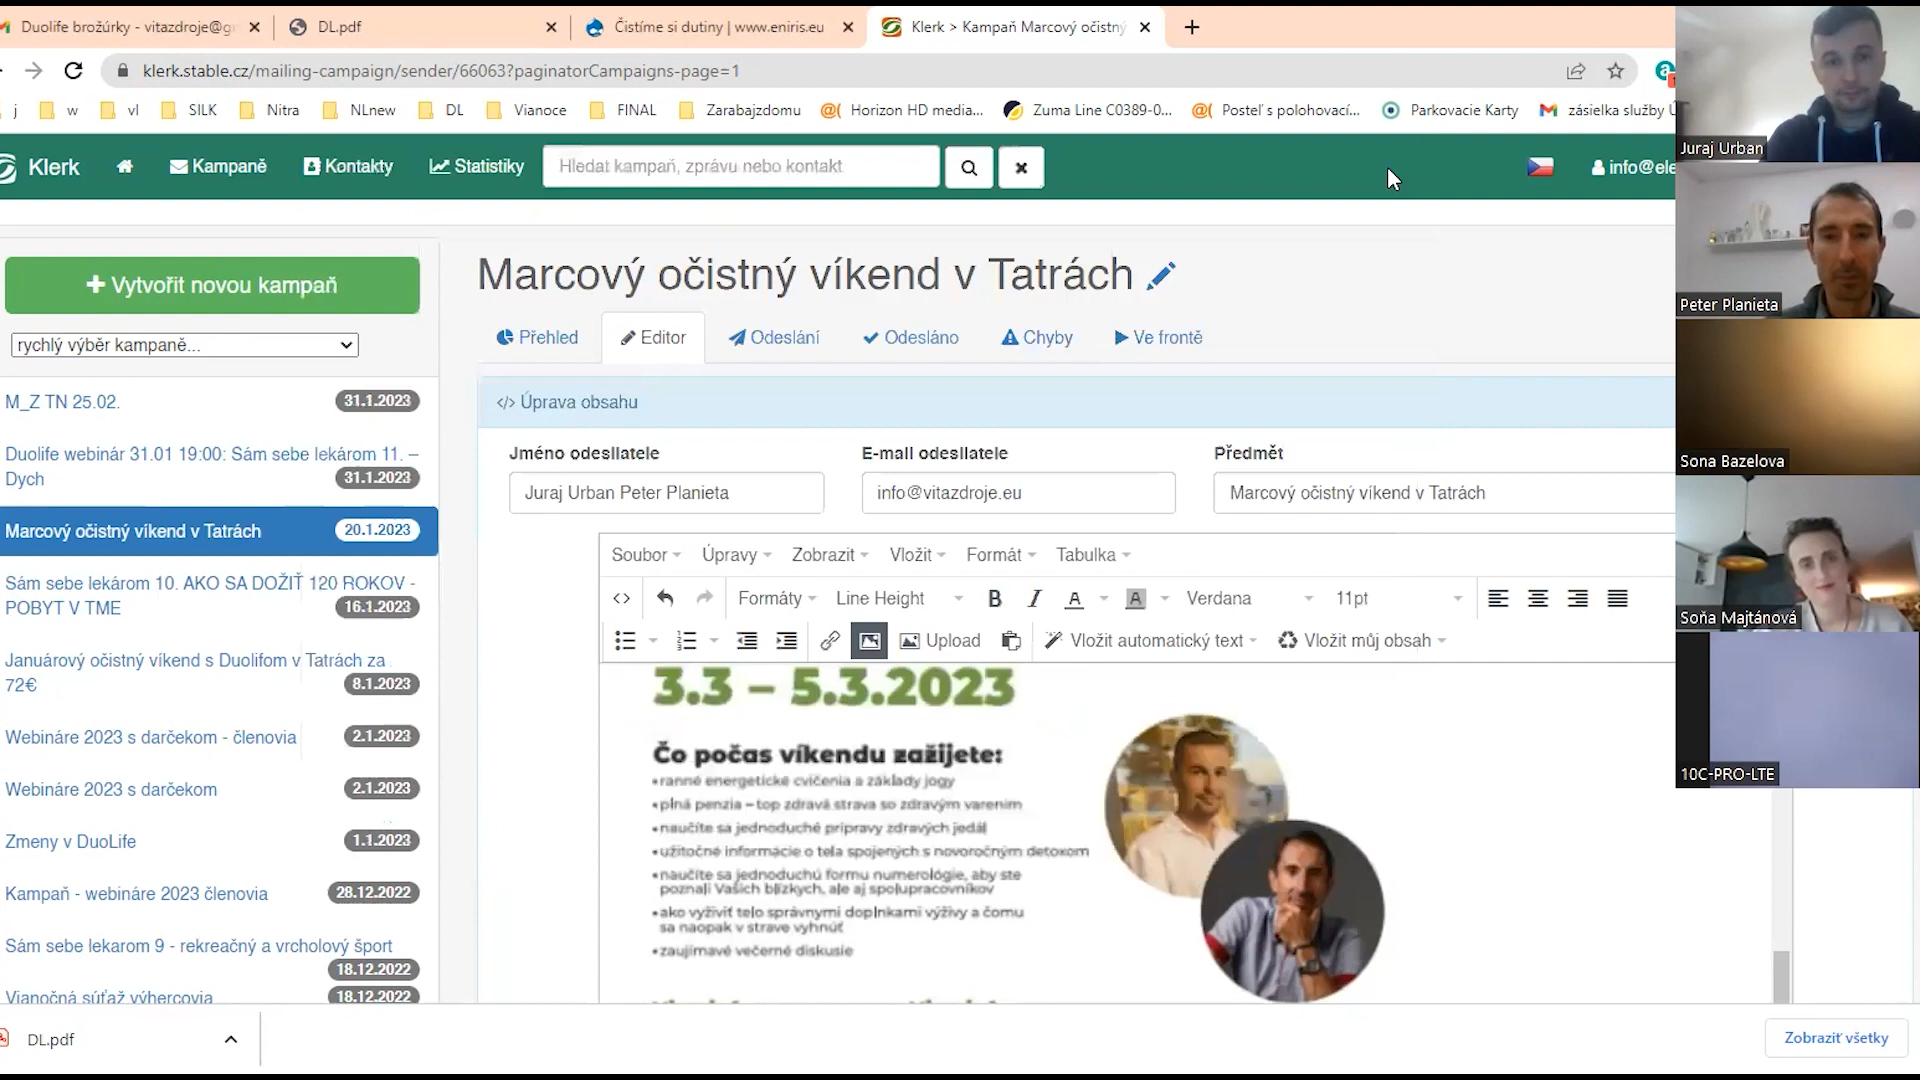 Duolife brožúrky - vitazdroje@g
DL.pdf
Čistíme si dutiny | www.eniris.eu
Klerk > Kampaň Marcový očistný
klerk.stable.cz/mailing-campaign/sender/66063?paginatorCampaigns-page=1
j
w
vl
SILK
Nitra
NLnew
DL
Vianoce
FINAL
Zarabajzdomu
Horizon HD media...
Zuma Line C0389-0...
Posteľ s polohovací...
Parkovacie Karty
zásielka služby
Juraj Urban
Klerk
Kampaně
Kontakty
Statistiky
Hledat kampaň, zprávu nebo kontakt
info@ele
Vytvořit novou kampaň
rychlý výběr kampaně...
M_Z TN 25.02.
31.1.2023
Duolife webinár 31.01 19:00: Sám sebe lekárom 11. –
Dych
31.1.2023
Marcový očistný víkend v Tatrách
20.1.2023
Sám sebe lekárom 10. AKO SA DOŽIŤ 120 ROKOV -
POBYT V TME
16.1.2023
Januárový očistný víkend s Duolifom v Tatrách za
72€
8.1.2023
Webináre 2023 s darčekom - členovia
2.1.2023
Webináre 2023 s darčekom
2.1.2023
Zmeny v DuoLife
1.1.2023
Kampaň - webináre 2023 členovia
28.12.2022
Sám sebe lekarom 9 - rekreačný a vrcholový šport
18.12.2022
Vianočná súťaž výhercovia
18.12.2022
Marcový očistný víkend v Tatrách
Přehled
Editor
Odeslání
Odesláno
Chyby
Ve frontě
</> Úprava obsahu
Jméno odesílatele
E-mail odesílatele
Předmět
Juraj Urban Peter Planieta
info@vitazdroje.eu
Marcový očistný víkend v Tatrách
Soubor
Úpravy
Zobrazit
Vložit
Formát
Tabulka
Formáty
Line Height
B
I
A
A
Verdana
11pt
Upload
Vložit automatický text
Vložit můj obsah
3.3 – 5.3.2023
Čo počas víkendu zažijete:
•ranné energetické cvičenia a základy jogy
•plná penzia – top zdravá strava so zdravým varením
•naučíte sa jednoduché prípravy zdravých jedál
•užitočné informácie o tela spojených s novoročným detoxom
•naučíte sa jednoduchú formu numerológie, aby ste
poznali Vašich blízkych, ale aj spolupracovníkov
•ako vyživiť telo správnymi doplnkami výživy a čomu
sa naopak v strave vyhnúť
•zaujímavé večerné diskusie
Peter Planieta
Sona Bazelova
Soňa Majtánová
10C-PRO-LTE
DL.pdf
Zobraziť všetky